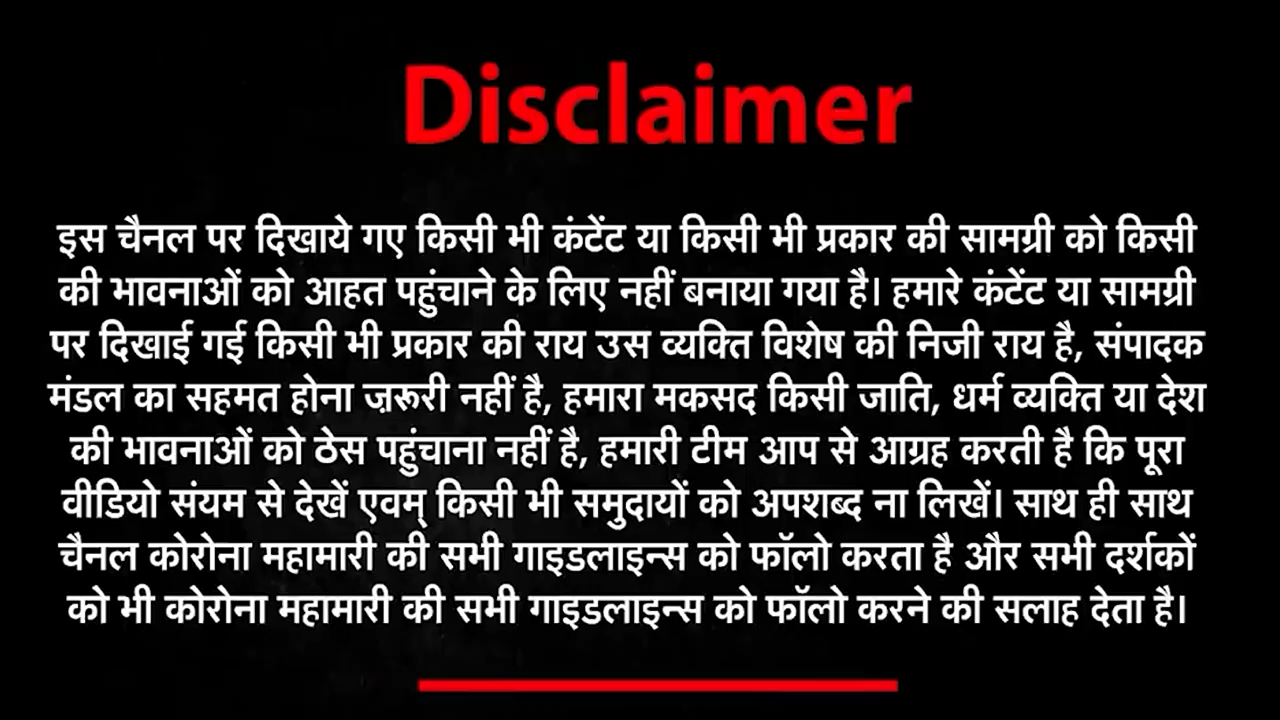 Disclaimer
इस चैनल पर दिखाये गए किसी भी कंटेंट या किसी भी प्रकार की सामग्री को किसी
की भावनाओं को आहत पहुंचाने के लिए नहीं बनाया गया है। हमारे कंटेंट या सामग्री
पर दिखाई गई किसी भी प्रकार की राय उस व्यक्ति विशेष की निजी राय है, संपादक
मंडल का सहमत होना ज़रूरी नहीं है, हमारा मकसद किसी जाति, धर्म व्यक्ति या देश
की भावनाओं को ठेस पहुंचाना नहीं है, हमारी टीम आप से आग्रह करती है कि पूरा
वीडियो संयम से देखें एवम् किसी भी समुदायों को अपशब्द ना लिखें। साथ ही साथ
चैनल कोरोना महामारी की सभी गाइडलाइन्स को फॉलो करता है और सभी दर्शकों
को भी कोरोना महामारी की सभी गाइडलाइन्स को फॉलो करने की सलाह देता है।